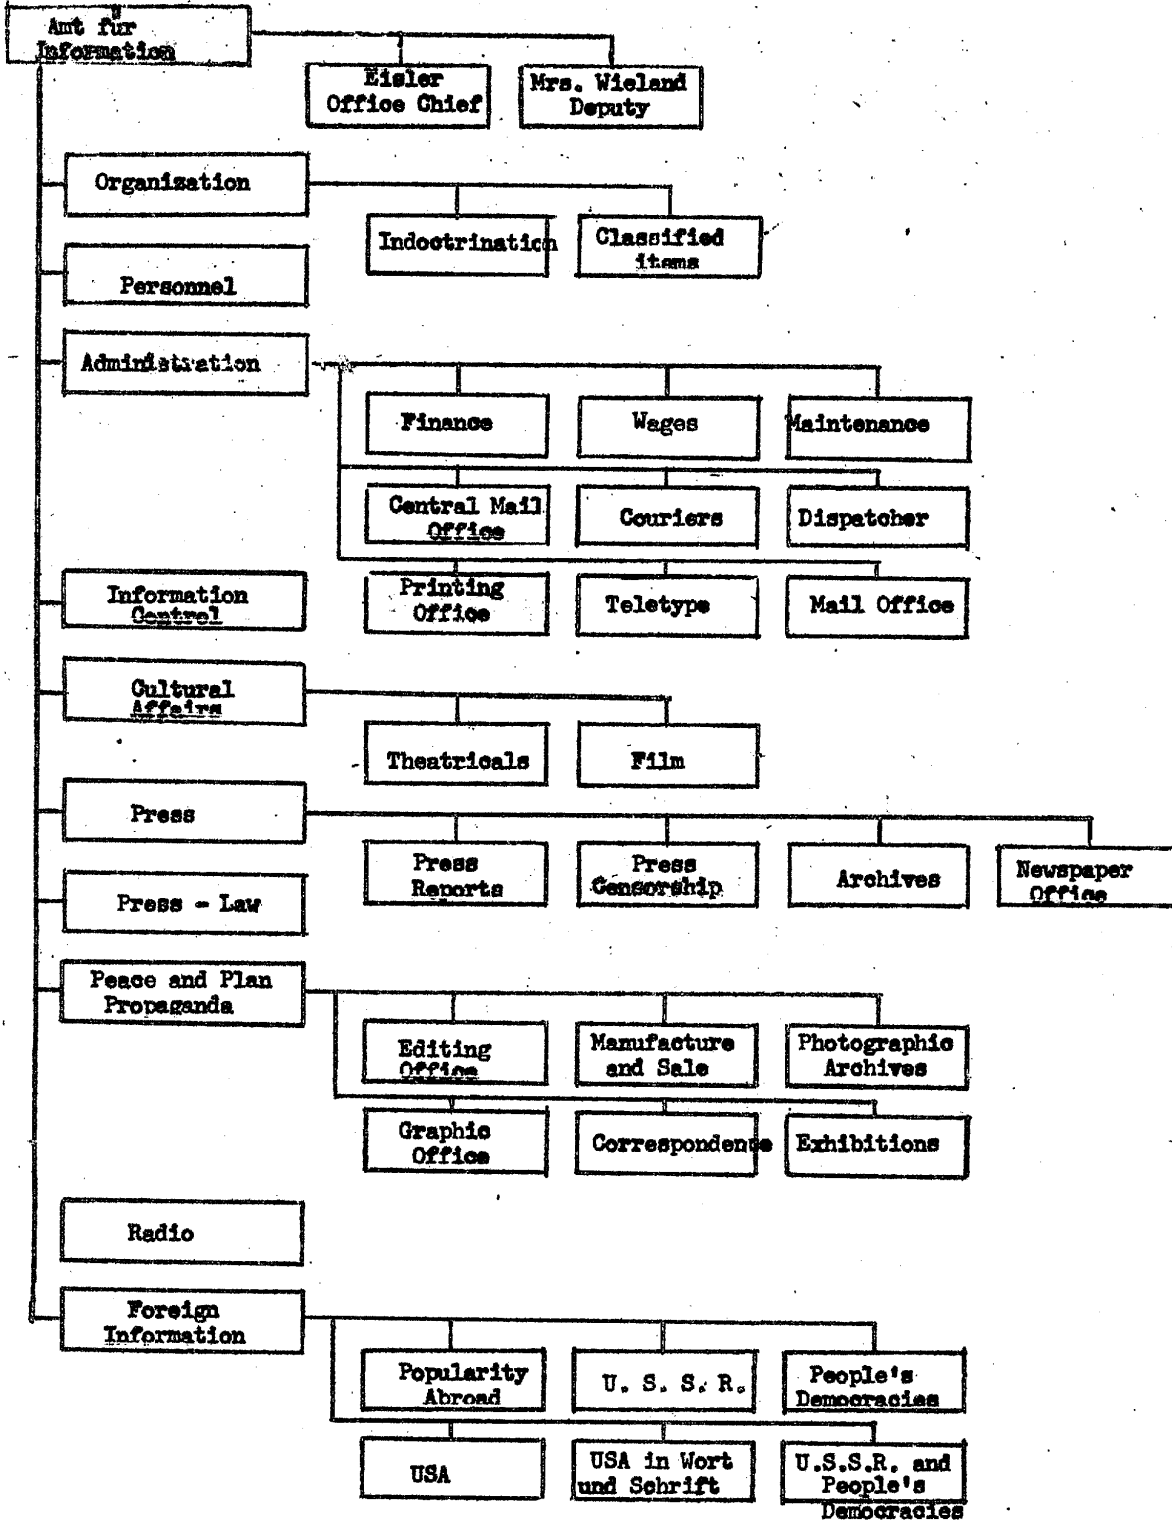 Amt für
Information
Eisler
Office Chief
Mrs. Wieland
Deputy
Organization
Indoctrination
Classified
items
Personnel
Administration
Finance
Wages
Maintenance
Central Mail
Office
Couriers
Dispatcher
Information
Control
Printing
Office
Teletype
Mail Office
Cultural
Affairs
Theatricals
Film
Press
Press
Reports
Press
Censorship
Archives
Newspaper
Office
Press - Law
Peace and Plan
Propaganda
Editing
Office
Manufacture
and Sale
Photographic
Archives
Graphic
Office
Correspondence
Exhibitions
Radio
Foreign
Information
Popularity
Abroad
U. S. S. R.
People's
Democracies
USA
USA in Wort
und Schrift
U.S.S.R. and
People's
Democracies